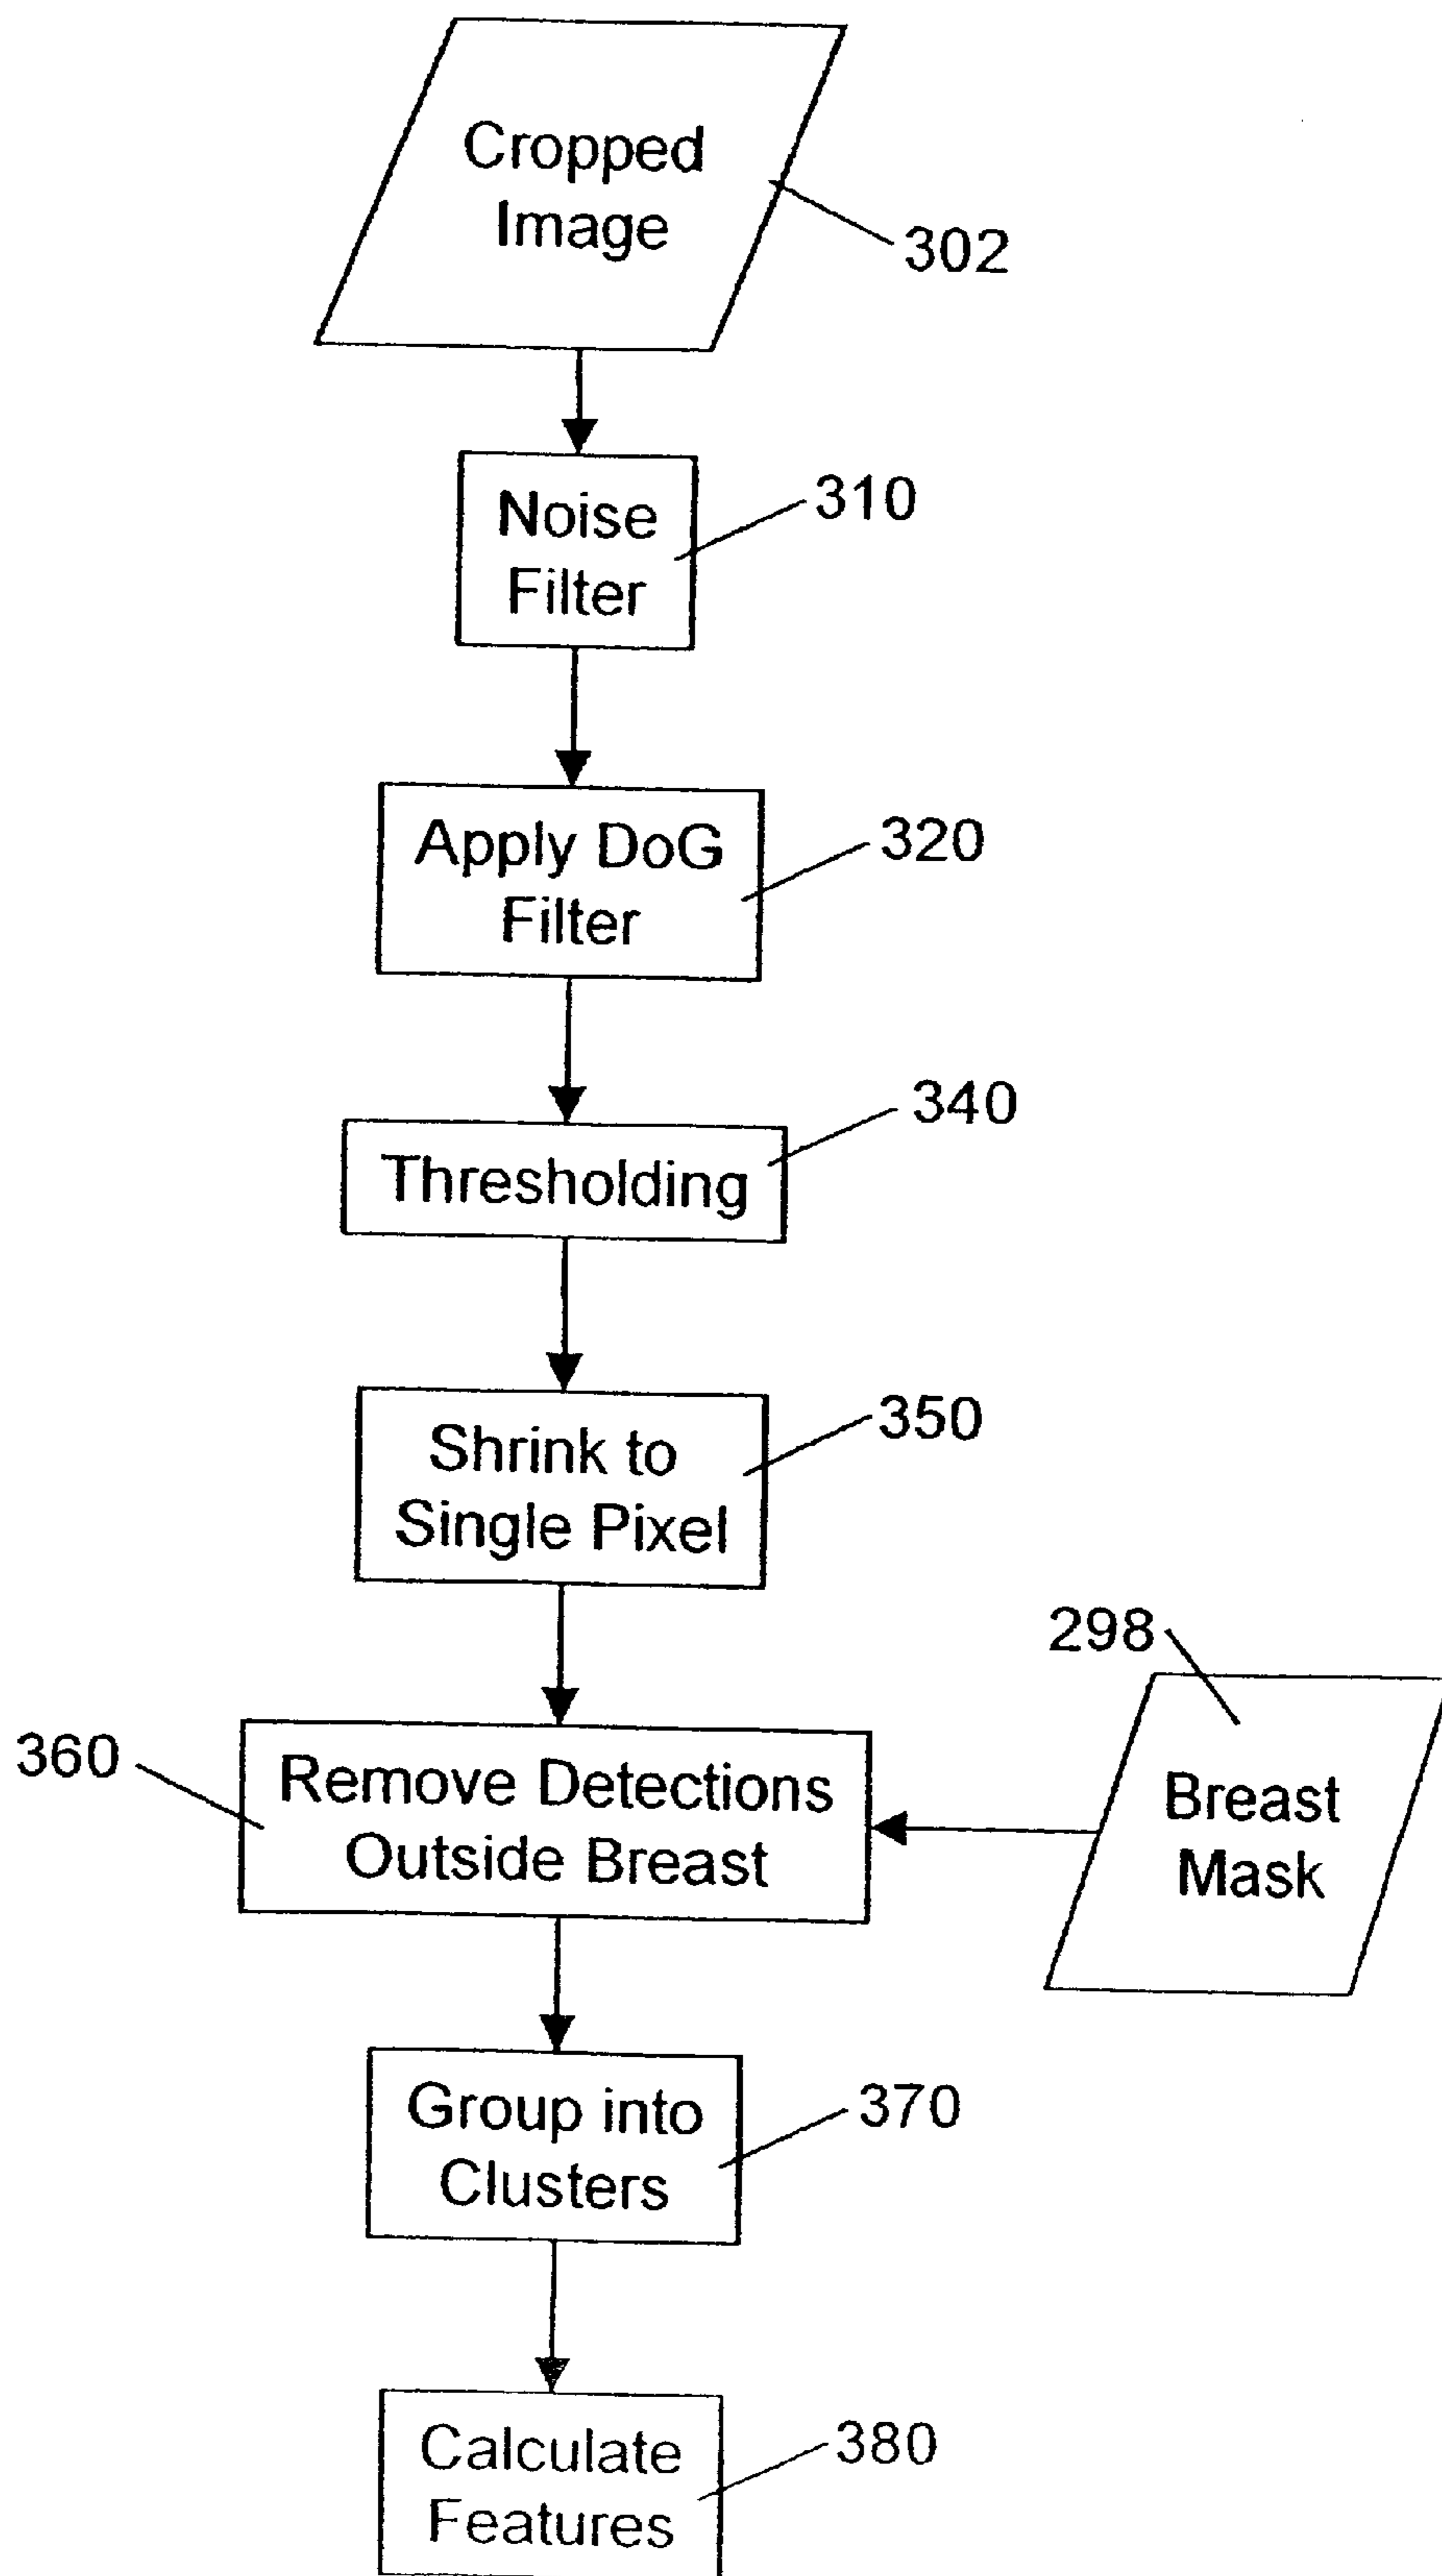 Cropped
Image
302
Noise
Filter
310
Apply DoG
Filter
320
Thresholding
340
Shrink to
Single Pixel
350
298
360
Remove Detections
Outside Breast
Breast
Mask
Group into
Clusters
370
Calculate
Features
380